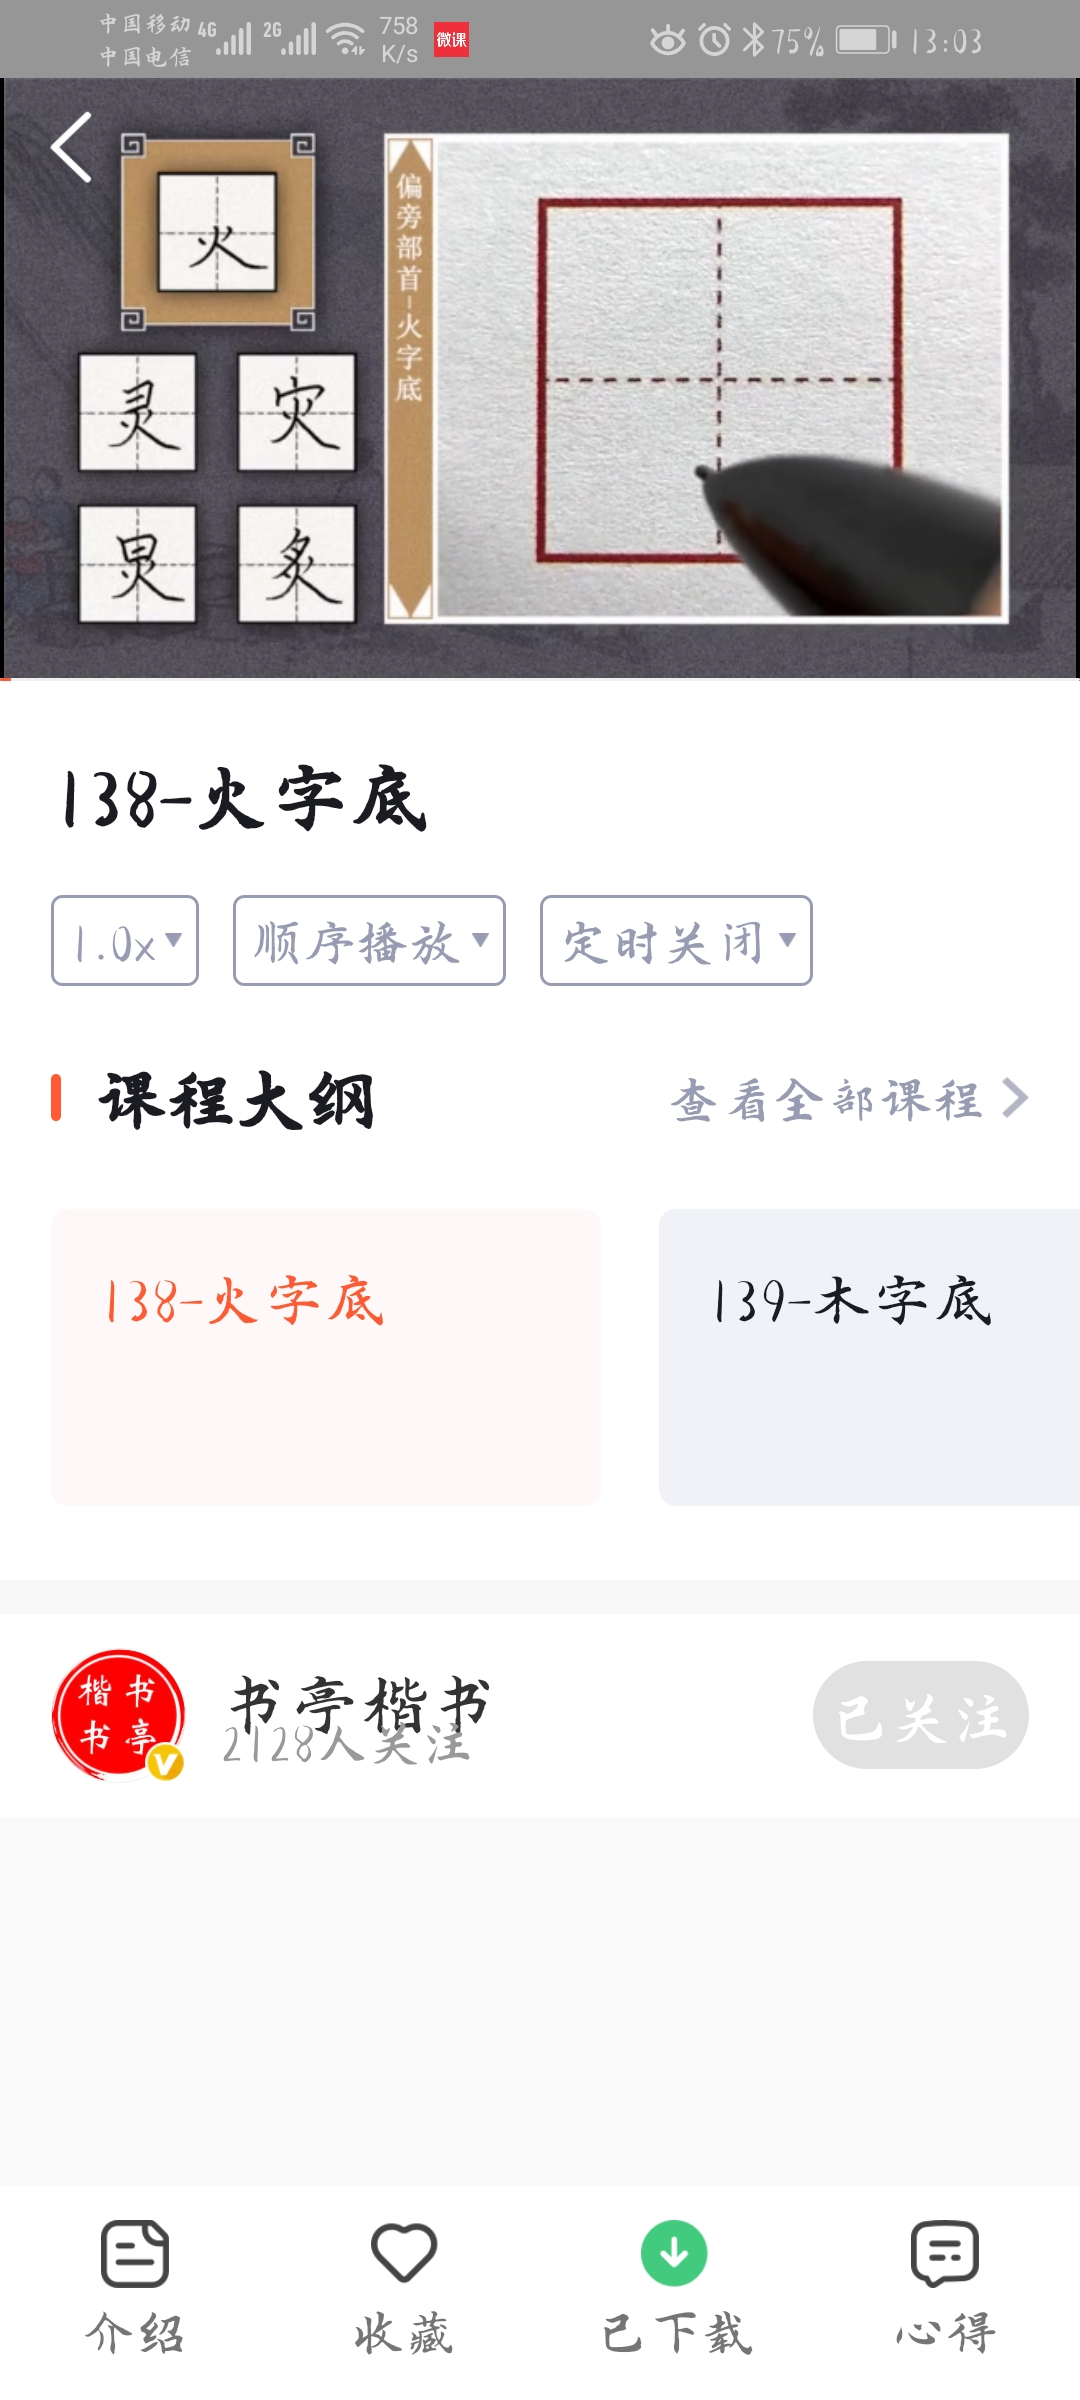 中国移动 4G 2G 758 K/s 微课 75% 13:03
中国电信
火
灵 灾
炅 炙
偏旁部首-火字底
138-火字底
1.0x 顺序播放 定时关闭
课程大纲 查看全部课程
138-火字底 139-木字底
楷书
书亭
书亭楷书 已关注
2128人关注
介绍 收藏 已下载 心得